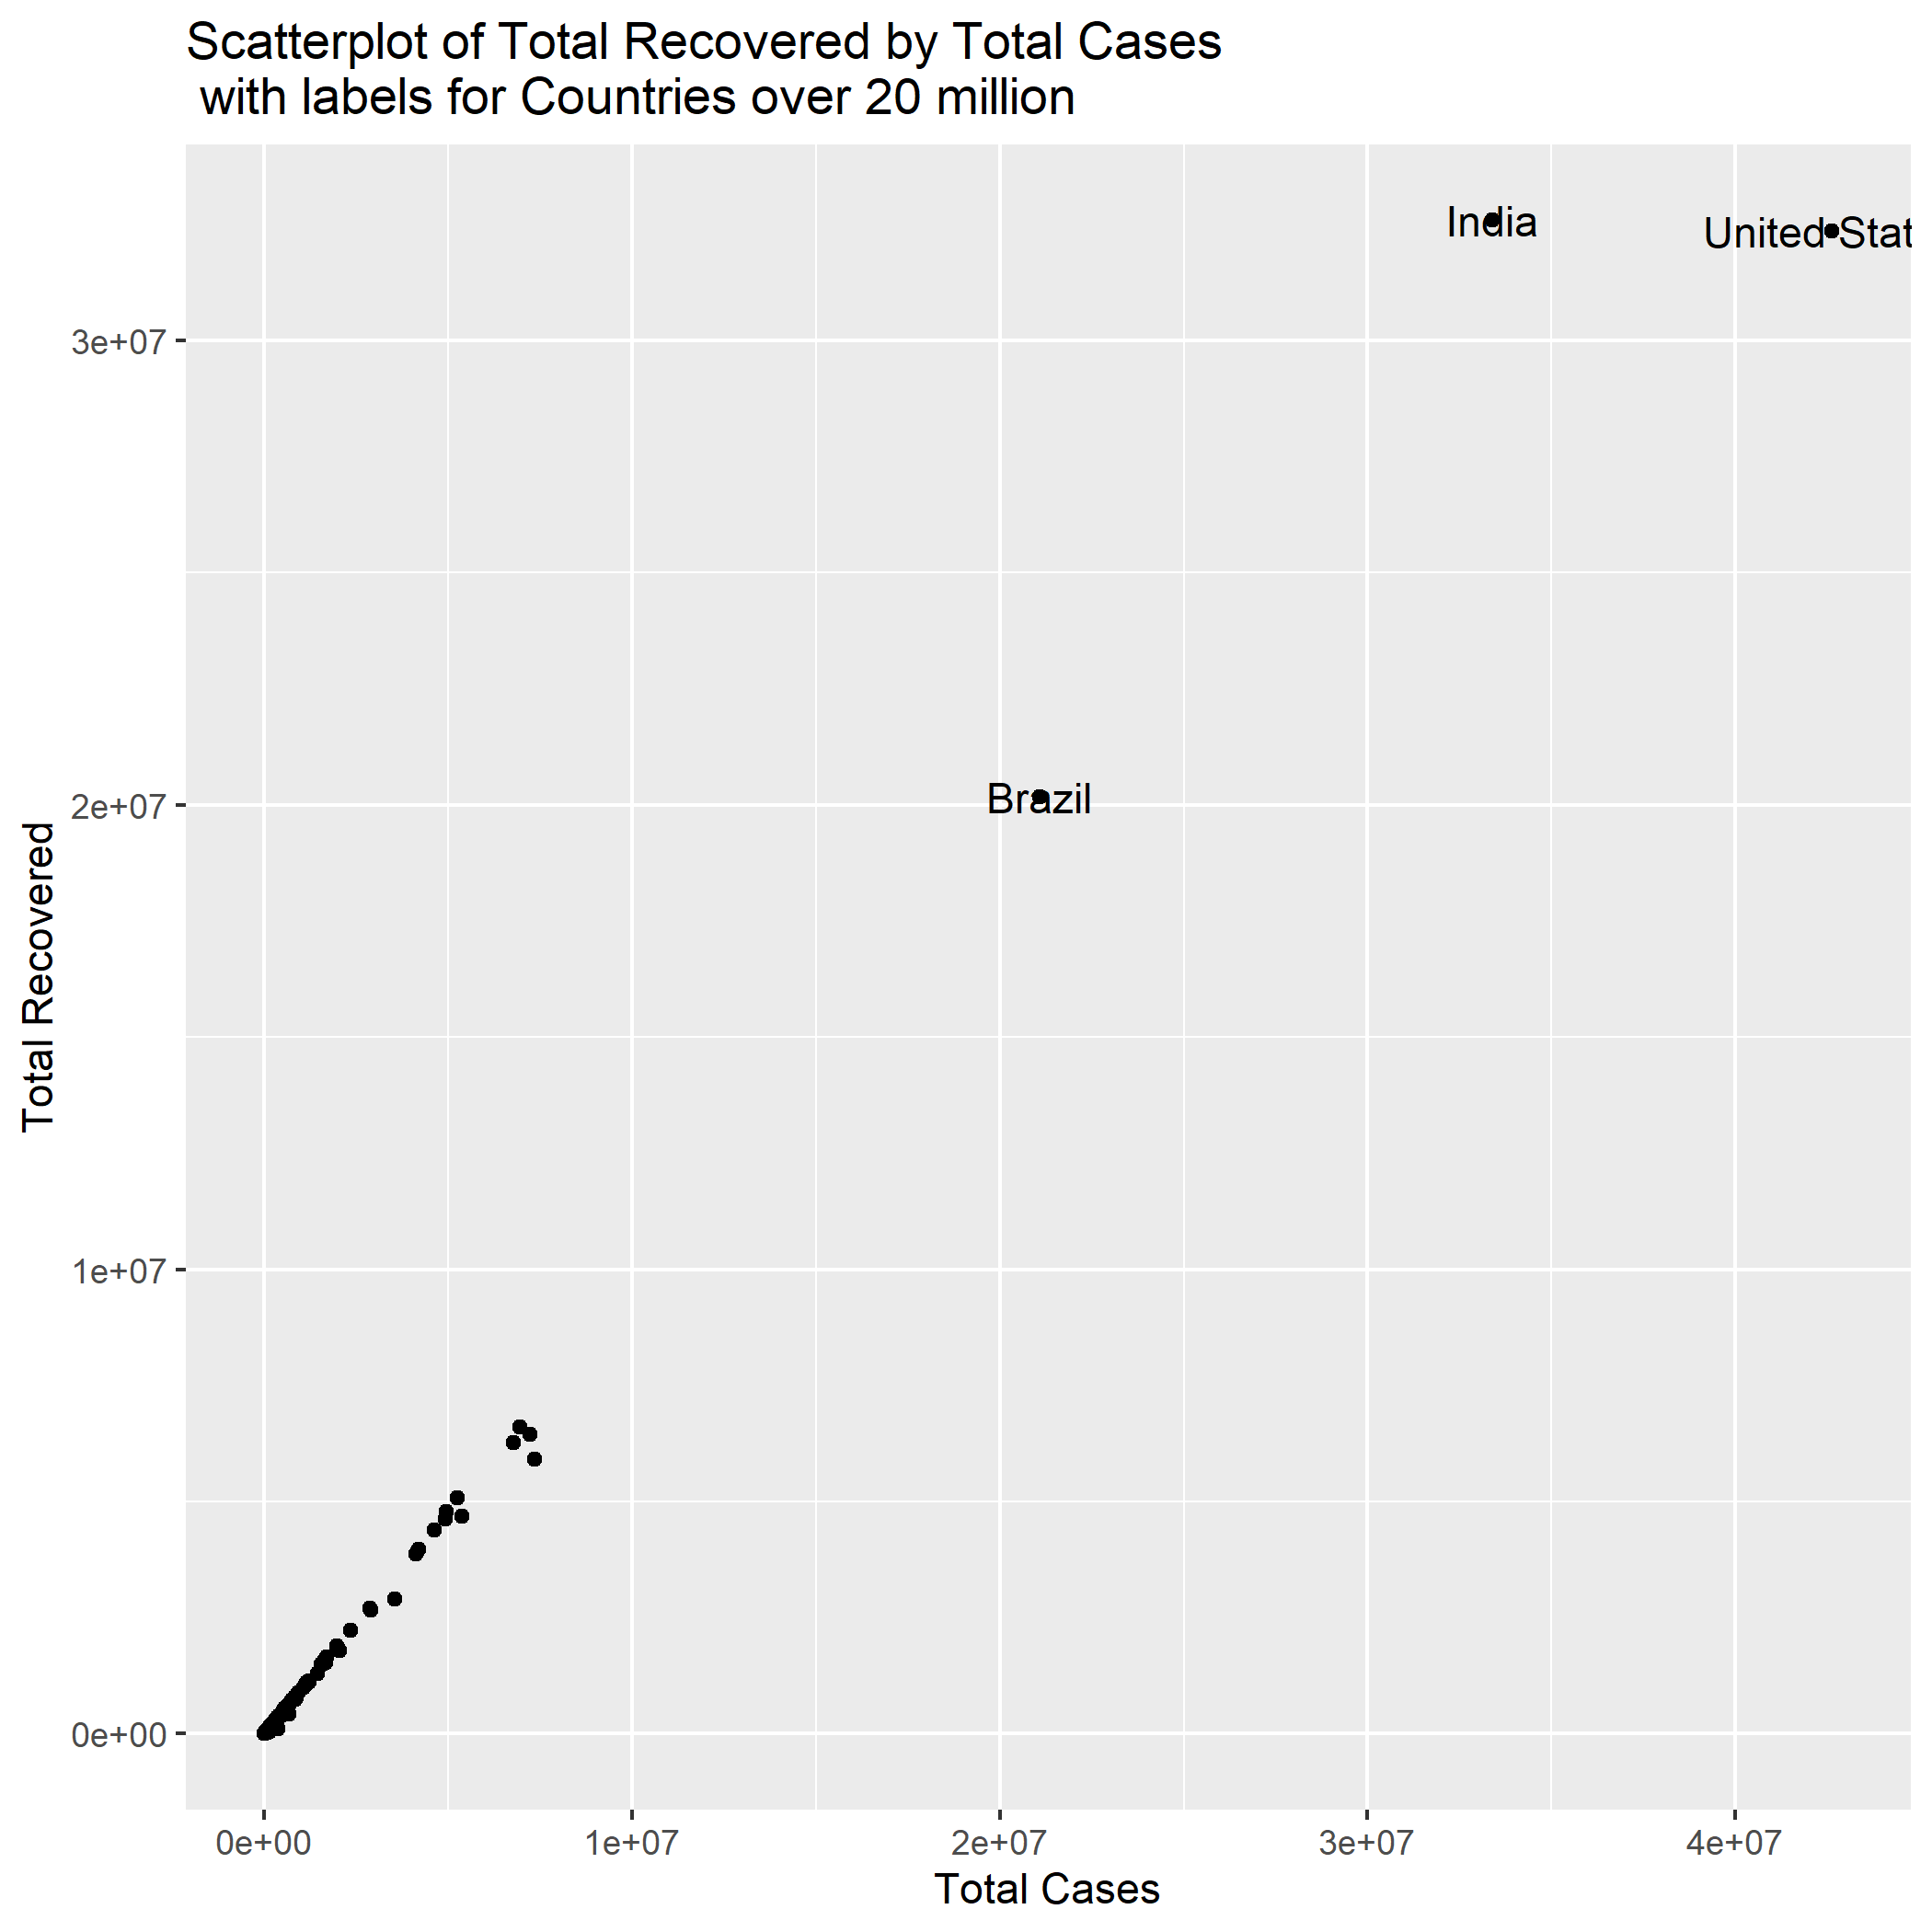 Scatterplot of Total Recovered by Total Cases
with labels for Countries over 20 million
India
United Stat
3e+07
Brazil
2e+07
Total Recovered
1e+07
0e+00
0e+00 1e+07 2e+07 3e+07 4e+07
Total Cases